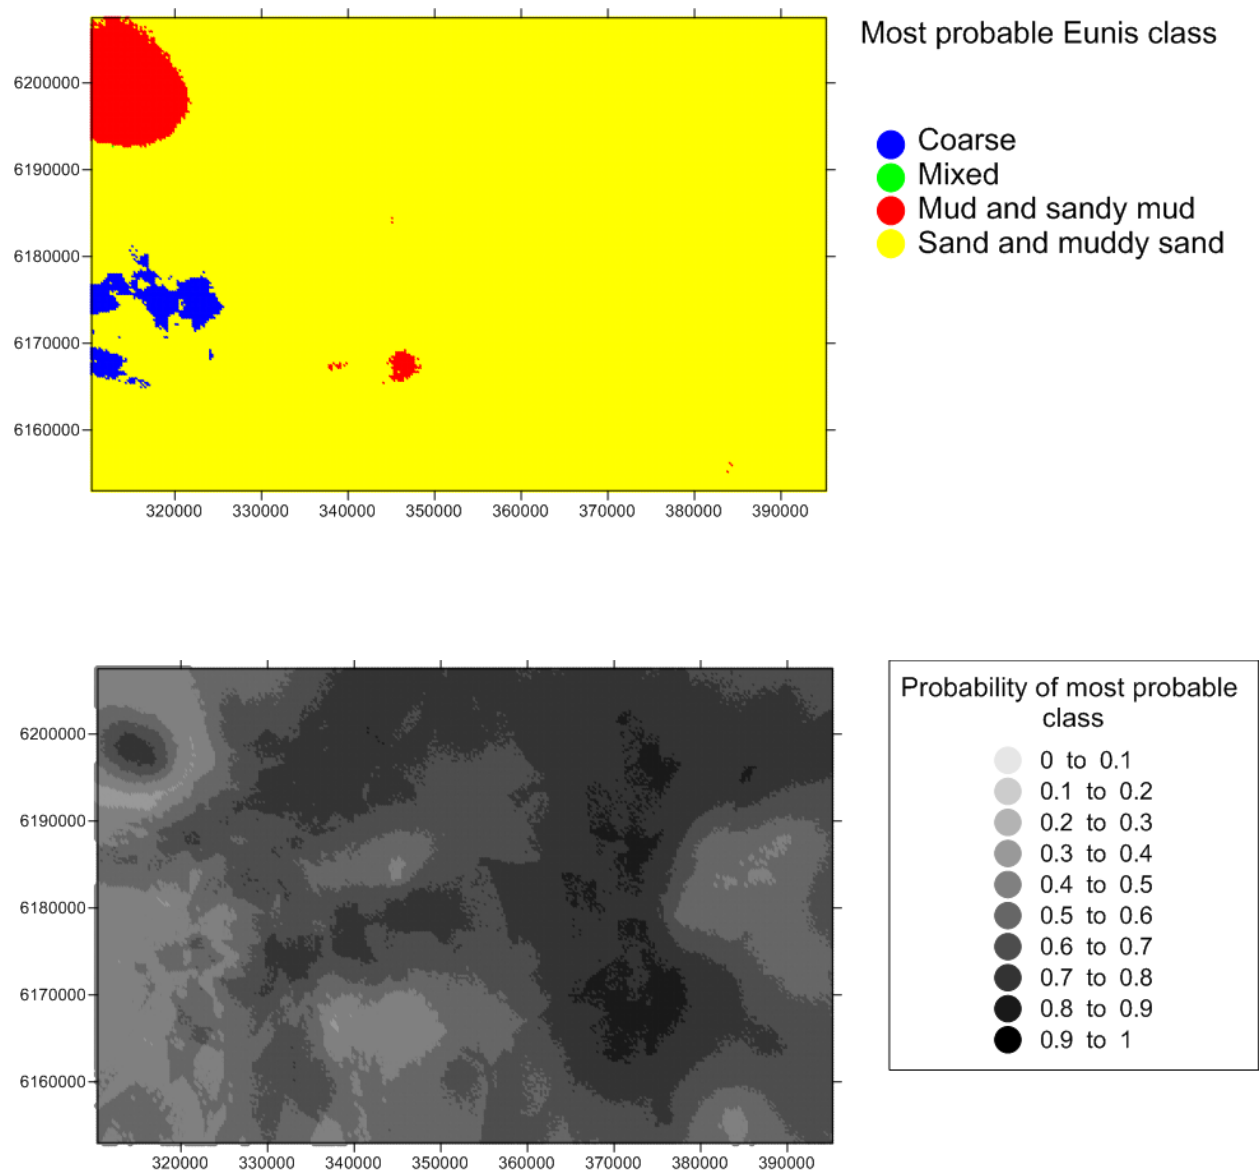 Most probable Eunis class
Coarse
Mixed
Mud and sandy mud
Sand and muddy sand
6200000
6190000
6180000
6170000
6160000
320000 330000 340000 350000 360000 370000 380000 390000
Probability of most probable
class
0 to 0.1
0.1 to 0.2
0.2 to 0.3
0.3 to 0.4
0.4 to 0.5
0.5 to 0.6
0.6 to 0.7
0.7 to 0.8
0.8 to 0.9
0.9 to 1
6200000
6190000
6180000
6170000
6160000
320000 330000 340000 350000 360000 370000 380000 390000